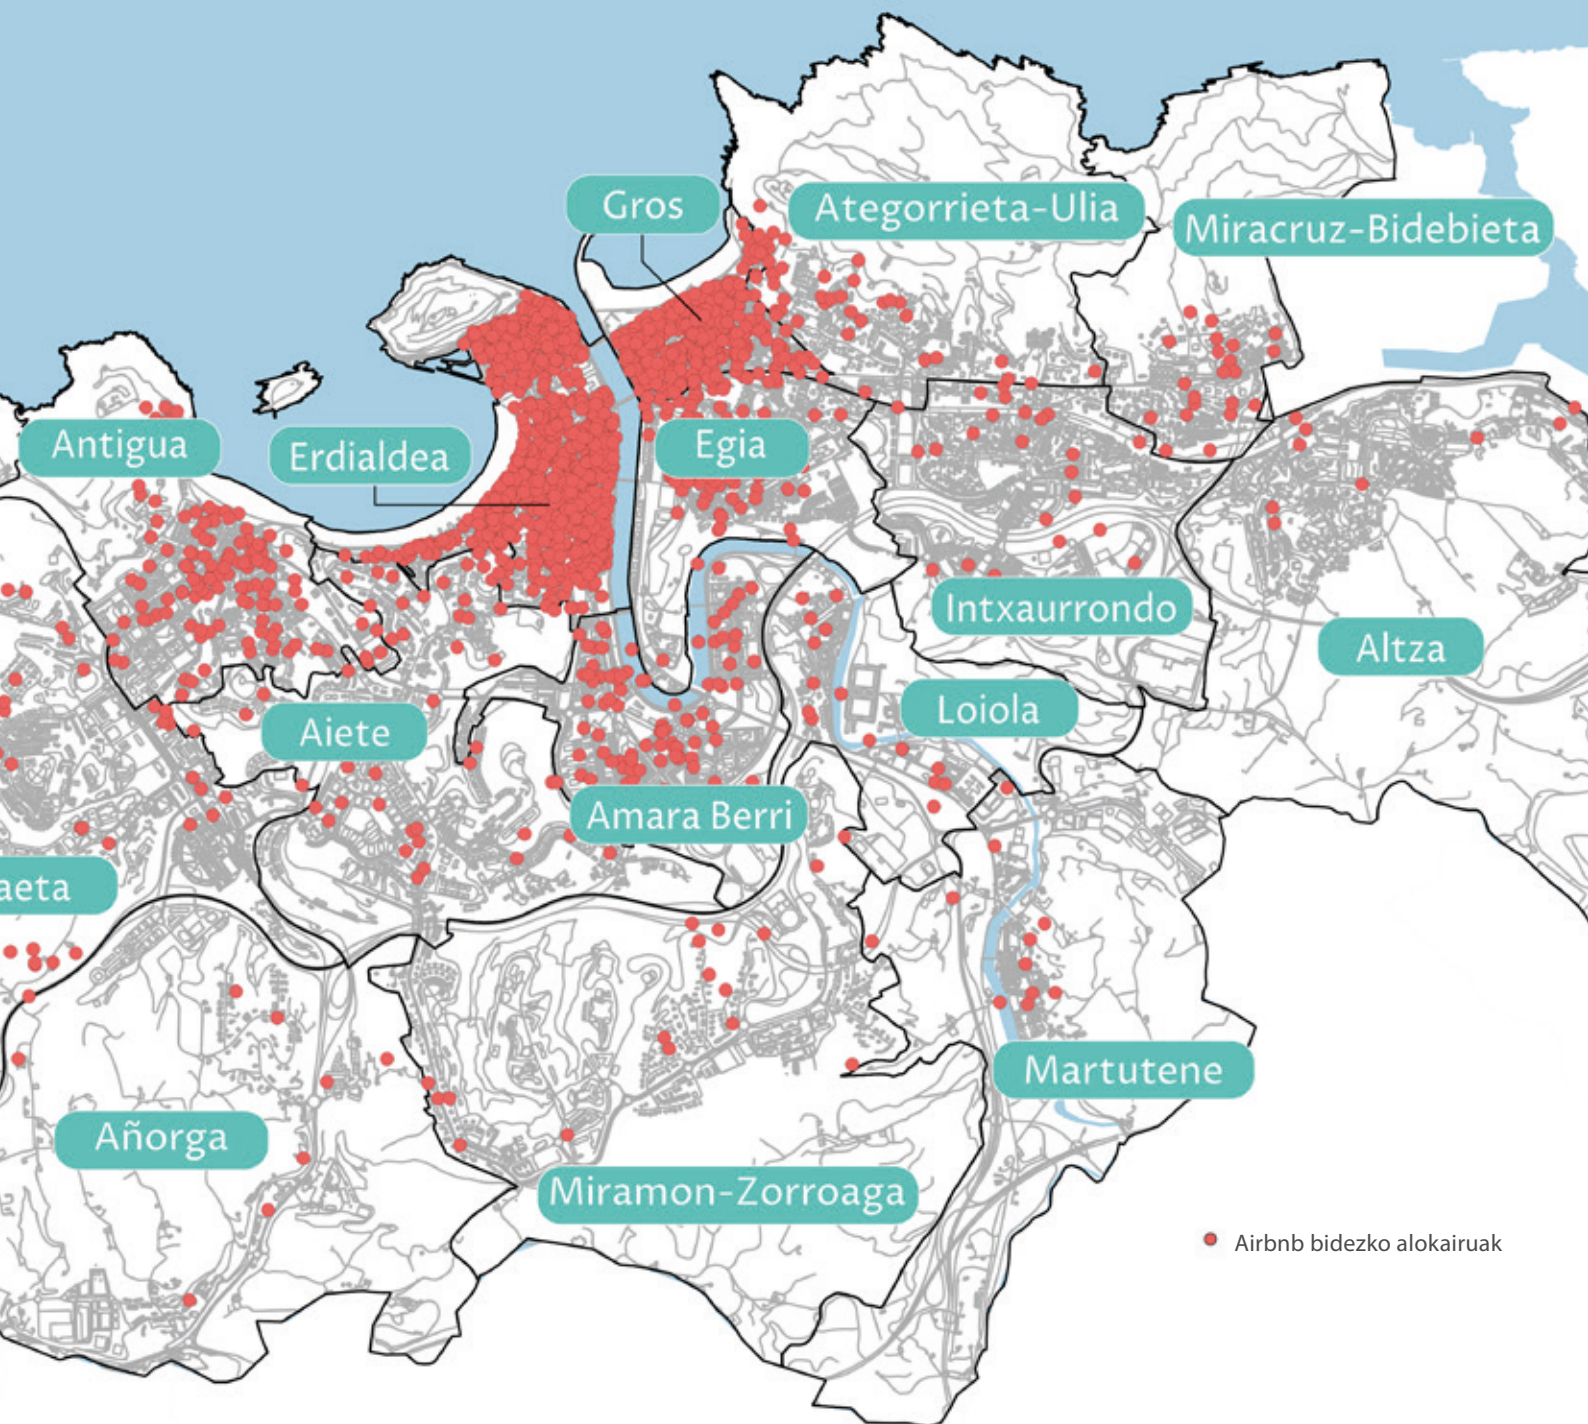 Gros
Ategorrieta-Ulia
Miracruz-Bidebieta
Antigua
Erdialdea
Egia
Intxaurrondo
Altza
Aiete
Loiola
Amara Berri
aeta
Martutene
Añorga
Miramon-Zorroaga
Airbnb bidezko alokairuak